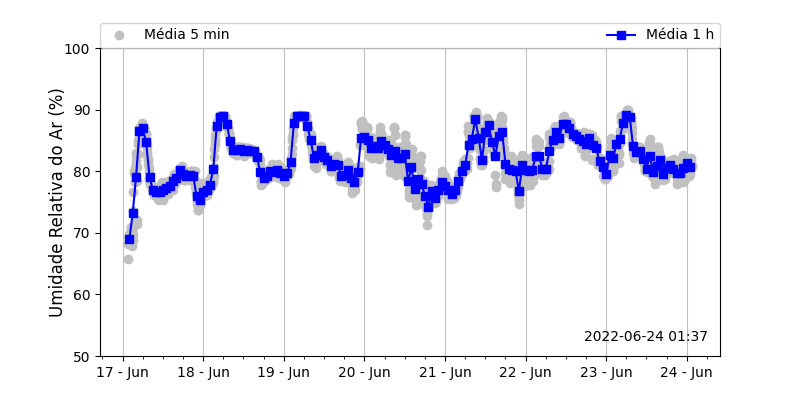 Média 5 min
Média 1 h
Umidade Relativa do Ar (%)
100
90
80
70
60
50
2022-06-24 01:37
17 - Jun
18 - Jun
19 - Jun
20 - Jun
21 - Jun
22 - Jun
23 - Jun
24 - Jun